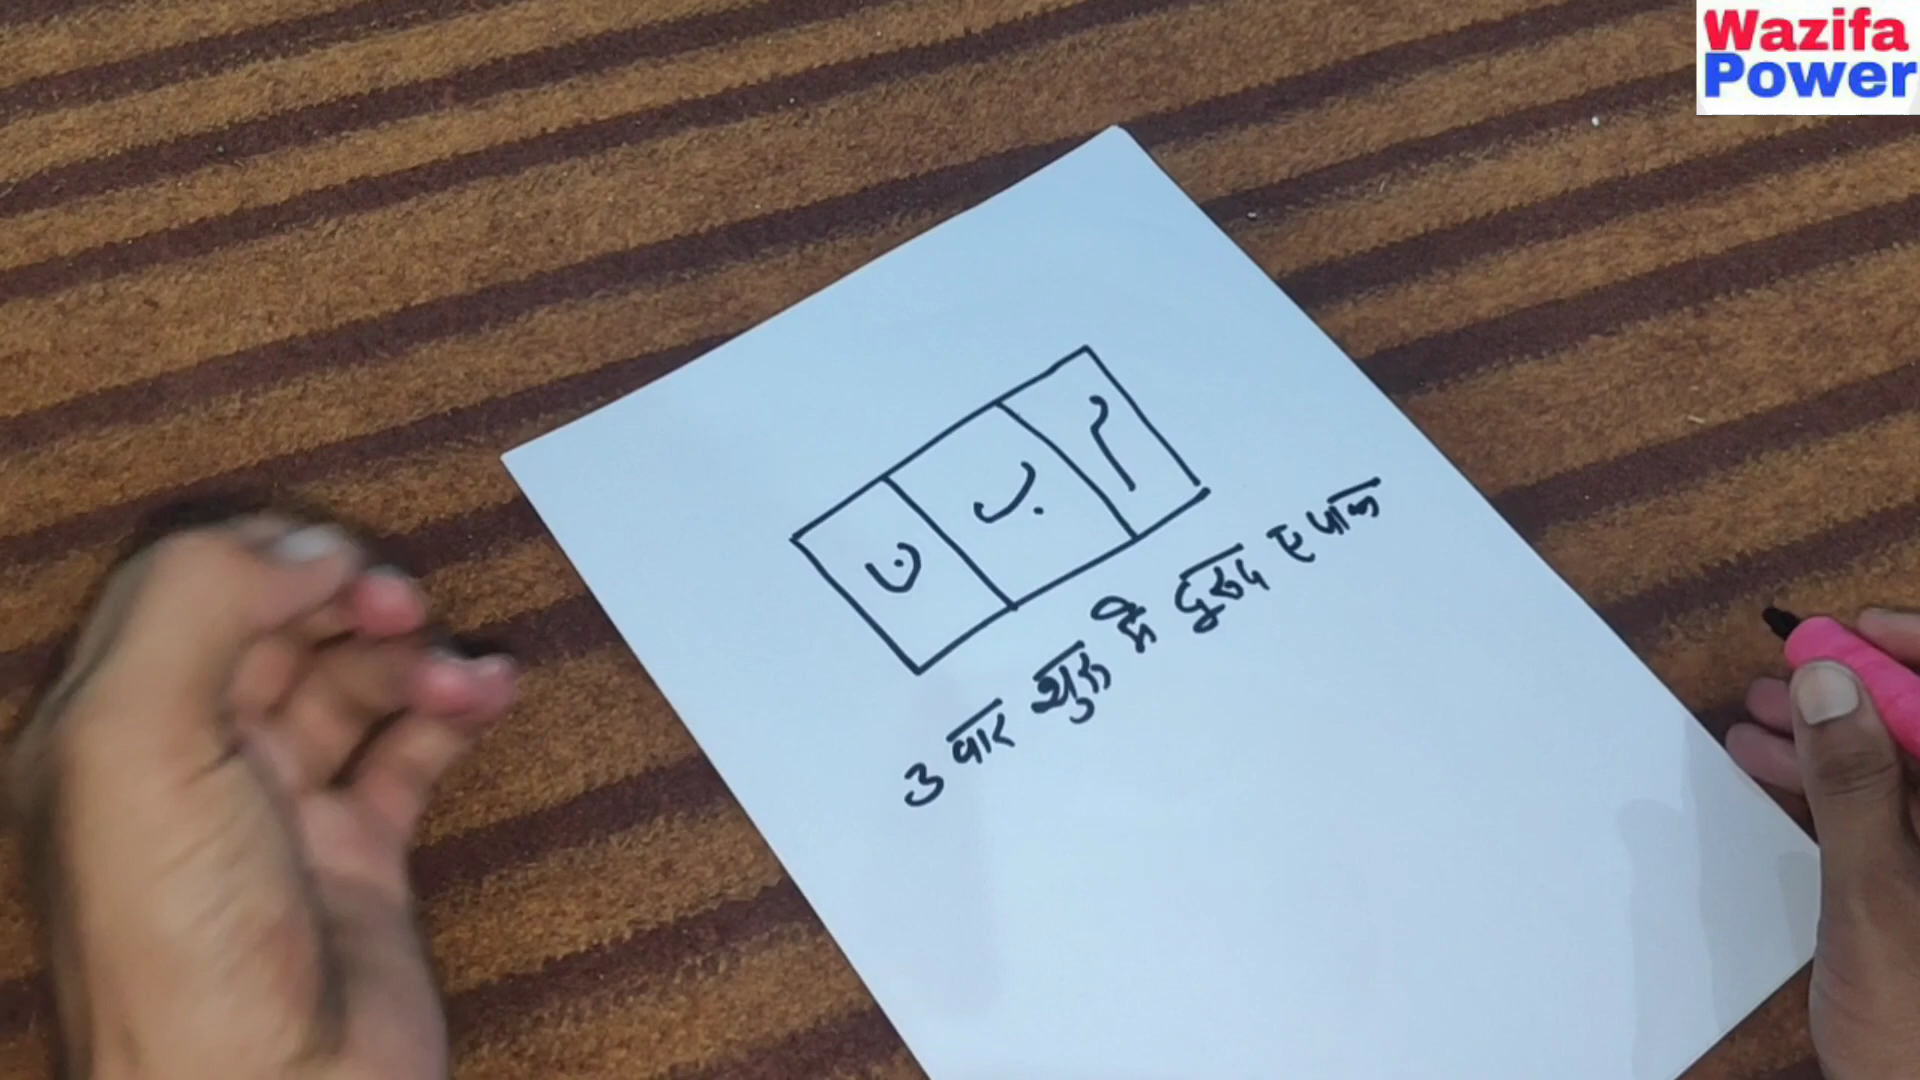 Wazifa
Power
م ب ن
3 बार शुरू में दुरूद ए पाक